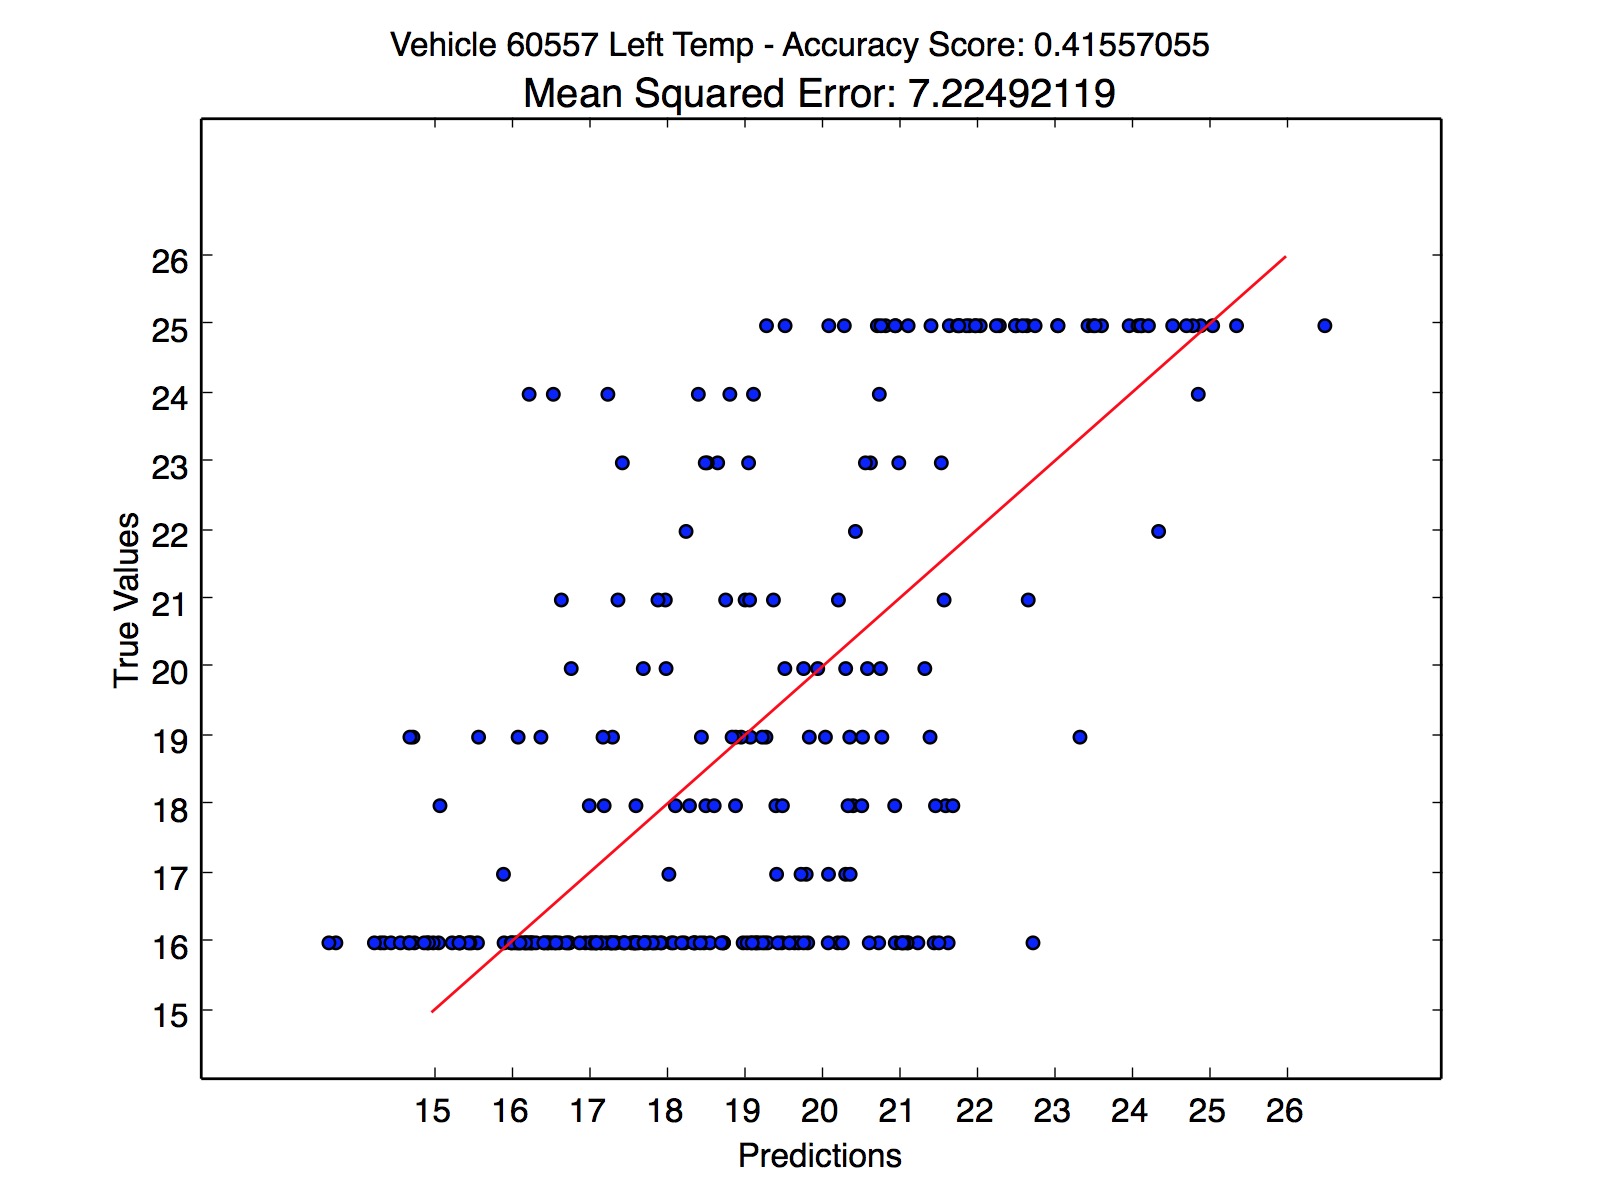 Vehicle 60557 Left Temp - Accuracy Score: 0.41557055
Mean Squared Error: 7.22492119
True Values
26
25
24
23
22
21
20
19
18
17
16
15
15 16 17 18 19 20 21 22 23 24 25 26
Predictions